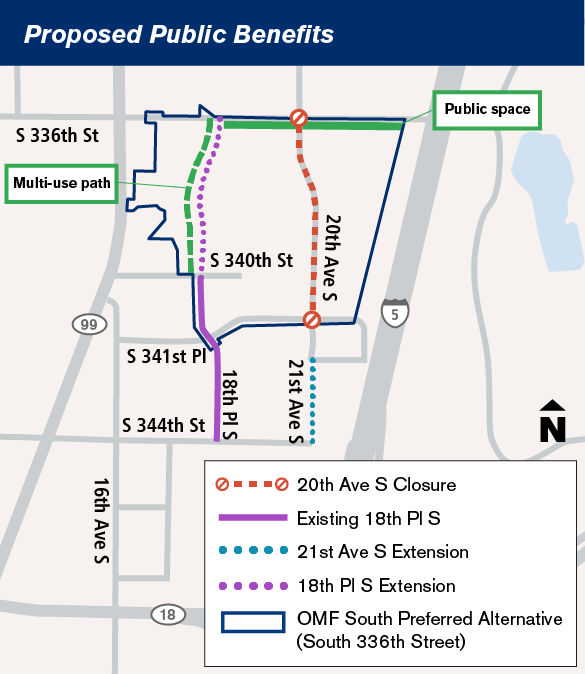 Proposed Public Benefits
Public space
S 336th St
Multi-use path
20th Ave S
S 340th St
5
99
S 341st Pl
18th Pl S
21st Ave S
S 344th St
N
16th Ave S
18
20th Ave S Closure
Existing 18th Pl S
21st Ave S Extension
18th Pl S Extension
OMF South Preferred Alternative
(South 336th Street)